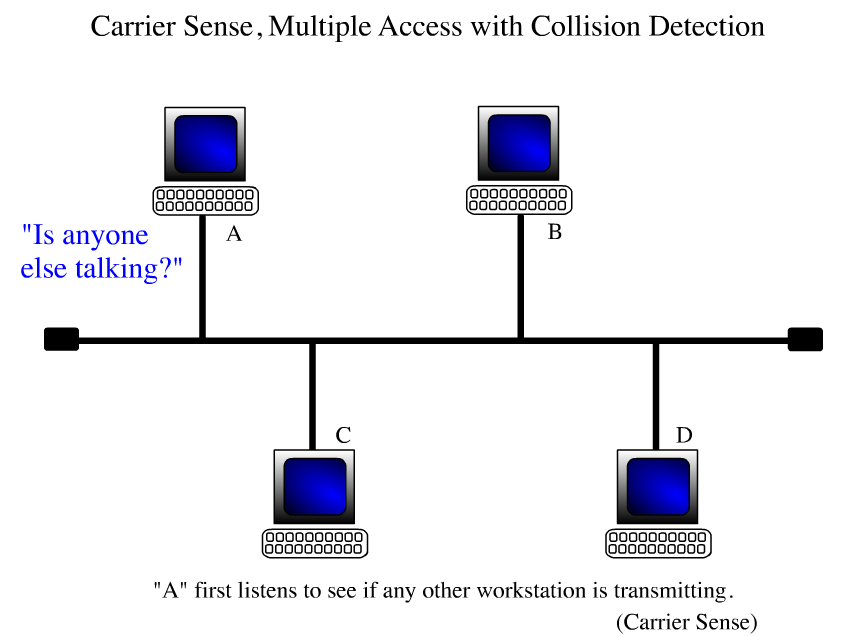 Carrier Sense, Multiple Access with Collision Detection
A
B
"Is anyone
else talking?"
C
D
"A" first listens to see if any other workstation is transmitting.
(Carrier Sense)